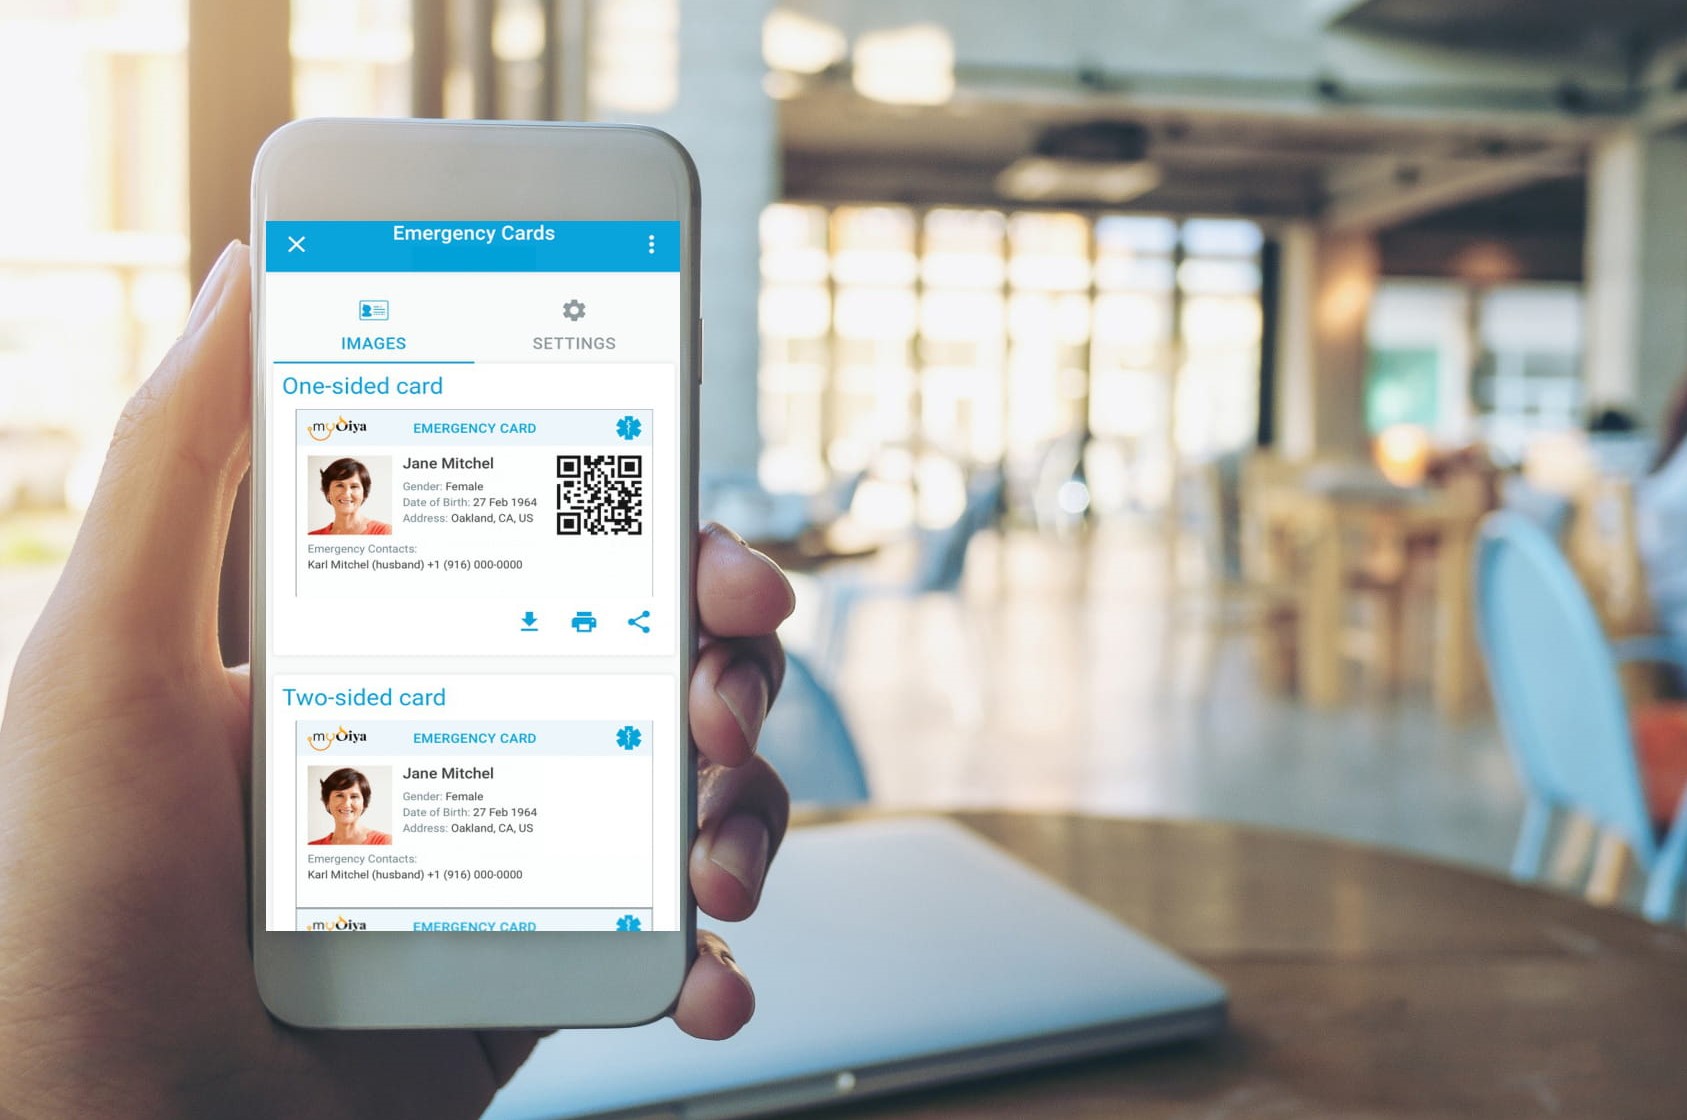 Emergency Cards
IMAGES
SETTINGS
One-sided card
myDiya
EMERGENCY CARD
Jane Mitchel
Gender: Female
Date of Birth: 27 Feb 1964
Address: Oakland, CA, US
Emergency Contacts:
Karl Mitchel (husband) +1 (916) 000-0000
Two-sided card
myDiya
EMERGENCY CARD
Jane Mitchel
Gender: Female
Date of Birth: 27 Feb 1964
Address: Oakland, CA, US
Emergency Contacts:
Karl Mitchel (husband) +1 (916) 000-0000
myDiya
EMERGENCY CARD